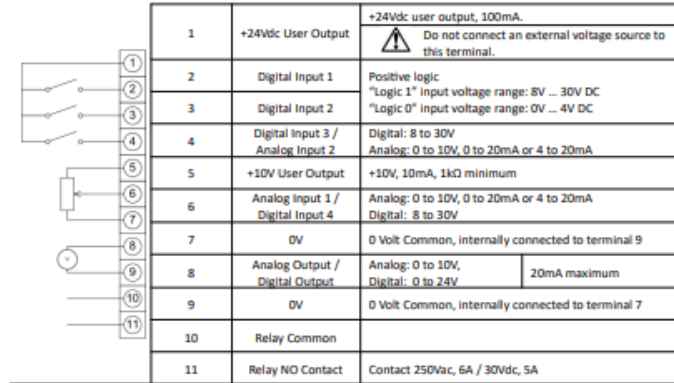 +24Vdc user output, 100mA.
1
+24Vdc User Output
Do not connect an external voltage source to
this terminal.
2
Digital Input 1
Positive logic
"Logic 1" input voltage range: 8V ... 30V DC
"Logic 0" input voltage range: 0V ... 4V DC
3
Digital Input 2
4
Digital Input 3 /
Analog Input 2
Digital: 8 to 30V
Analog: 0 to 10V, 0 to 20mA or 4 to 20mA
5
+10V User Output
+10V, 10mA, 1kΩ minimum
6
Analog Input 1 /
Digital Input 4
Analog: 0 to 10V, 0 to 20mA or 4 to 20mA
Digital: 8 to 30V
7
0V
0 Volt Common, internally connected to terminal 9
8
Analog Output /
Digital Output
Analog: 0 to 10V,
Digital: 0 to 24V
20mA maximum
9
0V
0 Volt Common, internally connected to terminal 7
10
Relay Common
11
Relay NO Contact
Contact 250Vac, 6A / 30Vdc, 5A
1
2
3
4
5
6
7
8
V
9
10
11